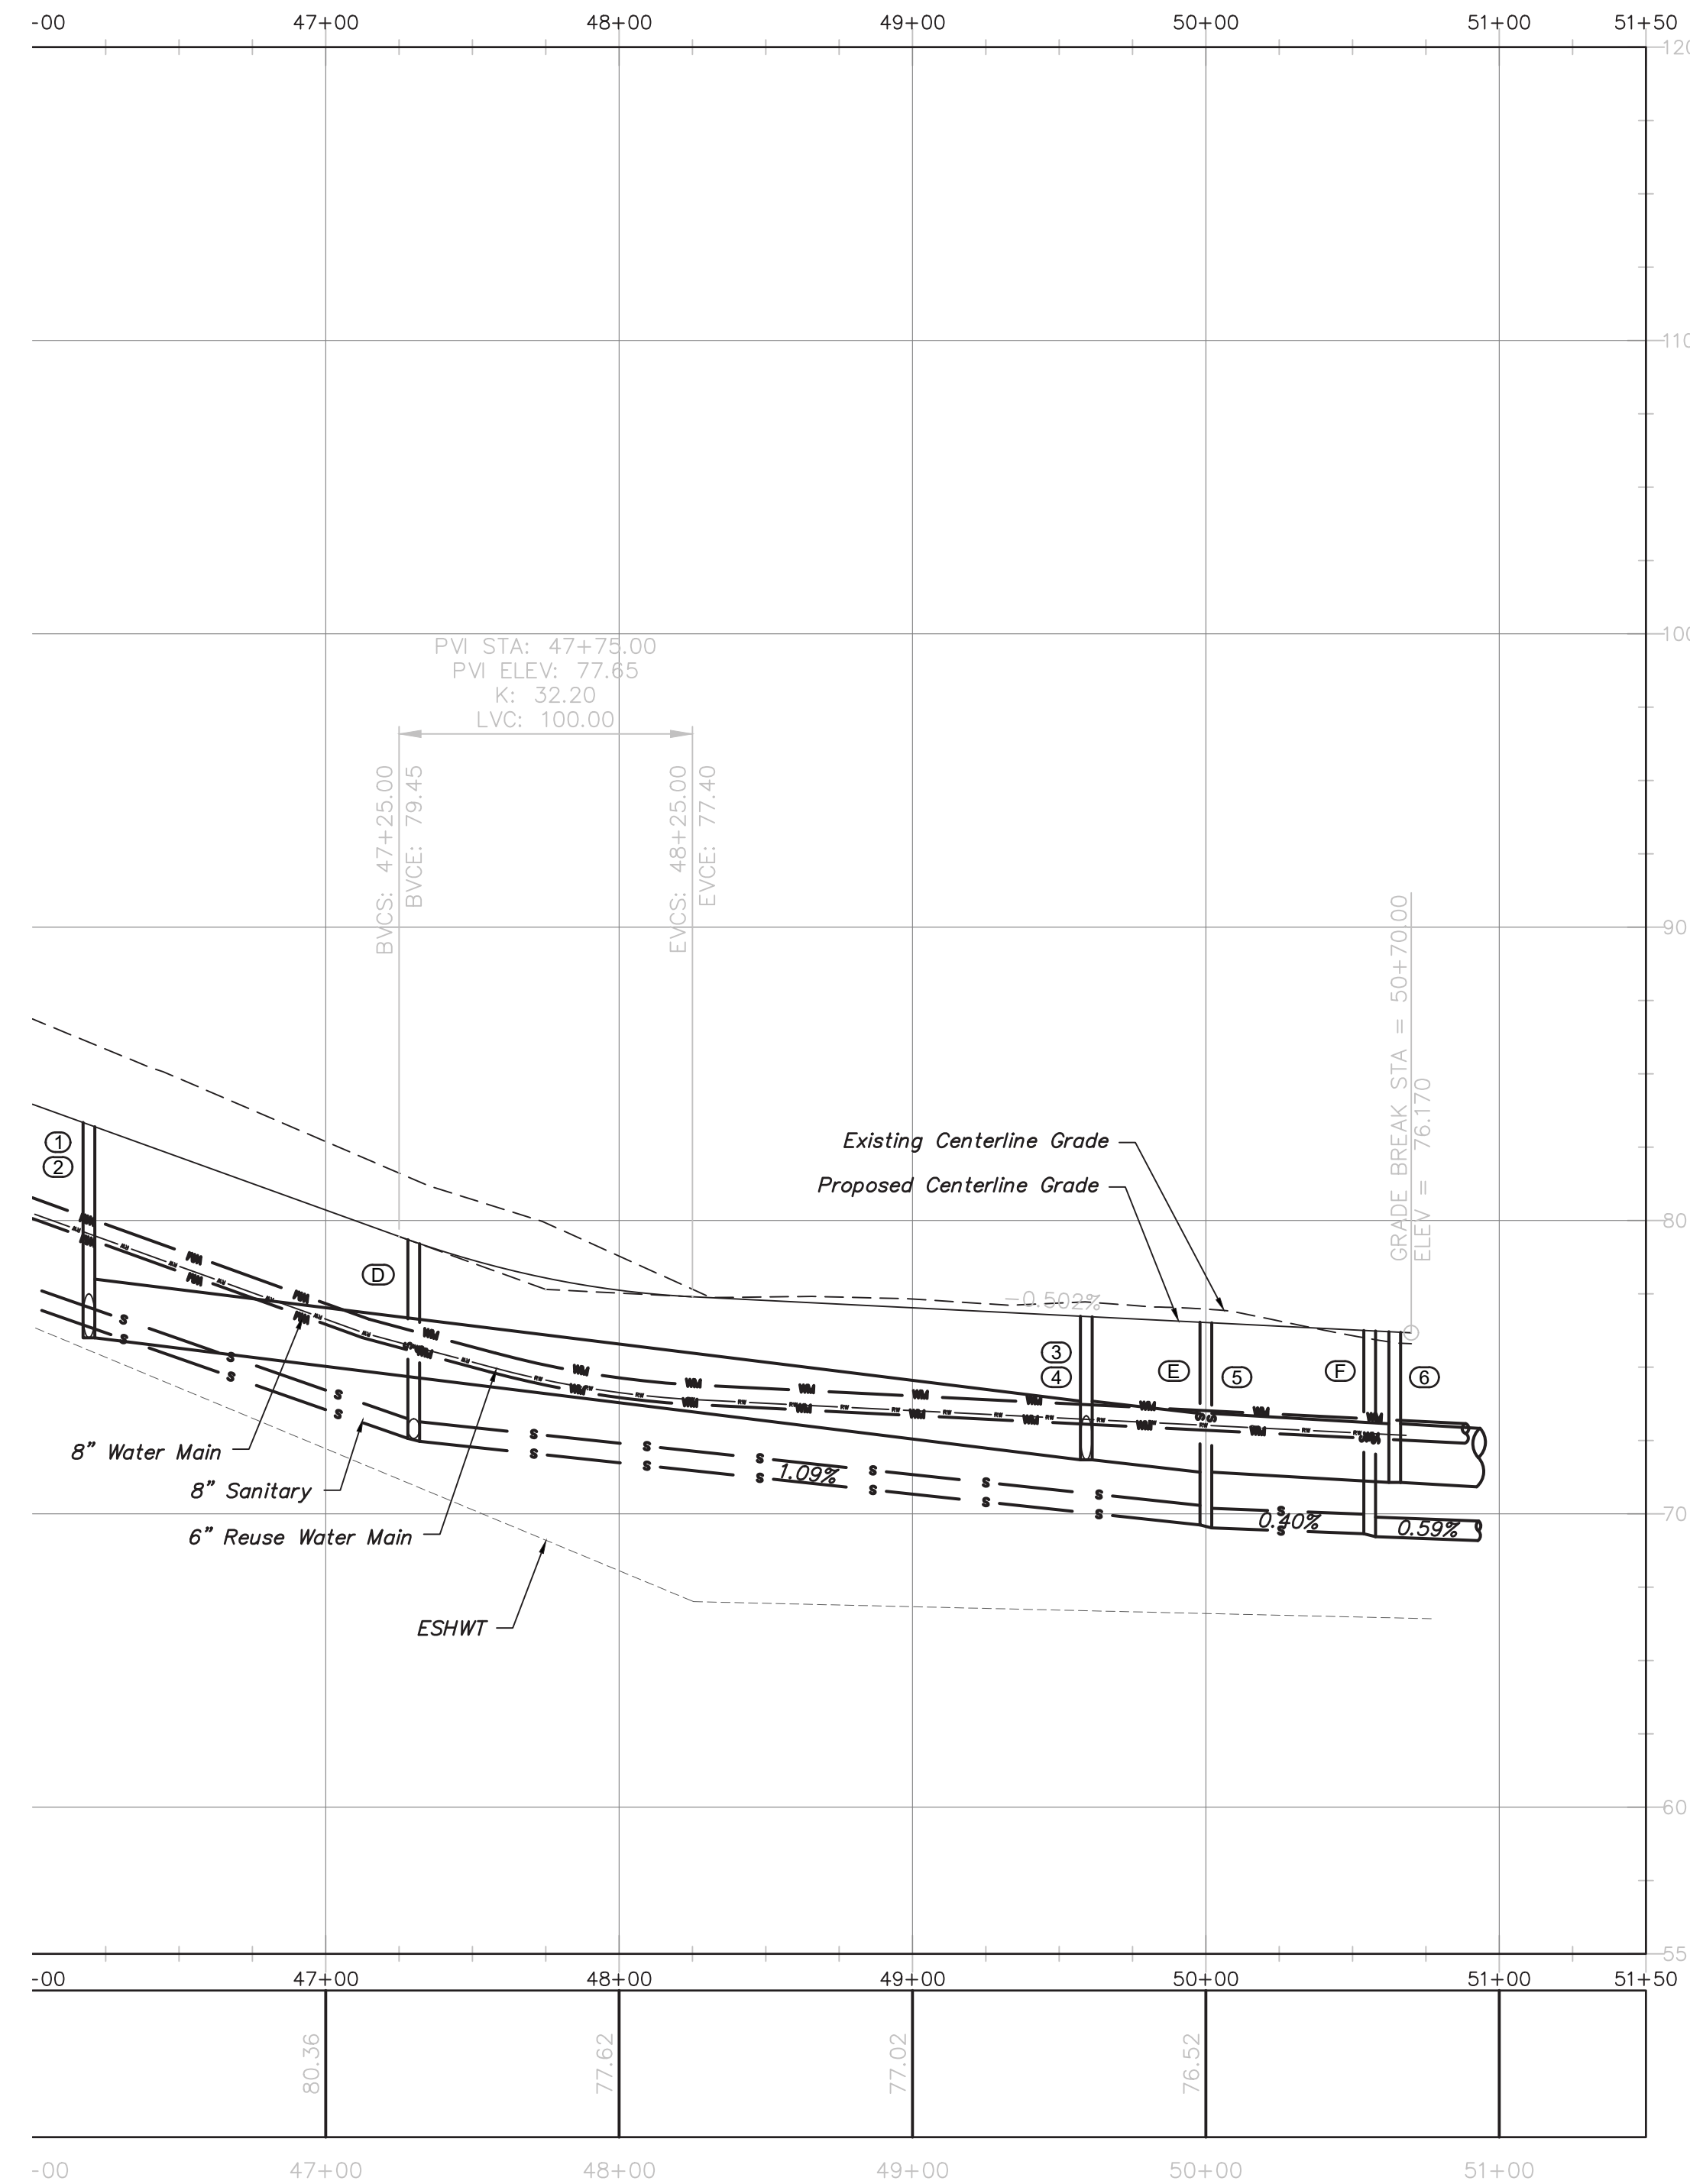 -00 47+00 48+00 49+00 50+00 51+00 51+50
110
100
PVI STA: 47+75.00
PVI ELEV: 77.65
K: 32.20
LVC: 100.00
BVCS: 47+25.00
BVCE: 79.45
EVCS: 48+25.00
EVCE: 77.40
90
GRADE BREAK STA = 50+70.00
ELEV = 76.170
Existing Centerline Grade
Proposed Centerline Grade
1
2
80
D
-0.502%
3
4
E
5
F
6
8" Water Main
8" Sanitary
6" Reuse Water Main
1.09%
0.40%
0.59%
70
ESHWT
60
55
-00 47+00 48+00 49+00 50+00 51+00 51+50
80.36
77.62
77.02
76.52
-00 47+00 48+00 49+00 50+00 51+00